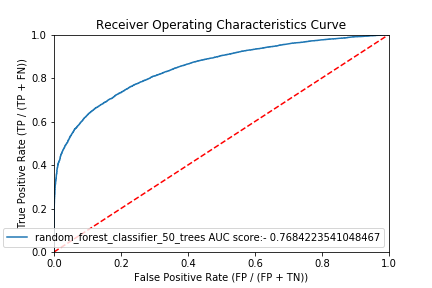 Receiver Operating Characteristics Curve
True Positive Rate (TP / (TP + FN))
1.0
0.8
0.6
0.4
0.2
0.0
random_forest_classifier_50_trees AUC score:- 0.7684223541048467
0.0 0.2 0.4 0.6 0.8 1.0
False Positive Rate (FP / (FP + TN))